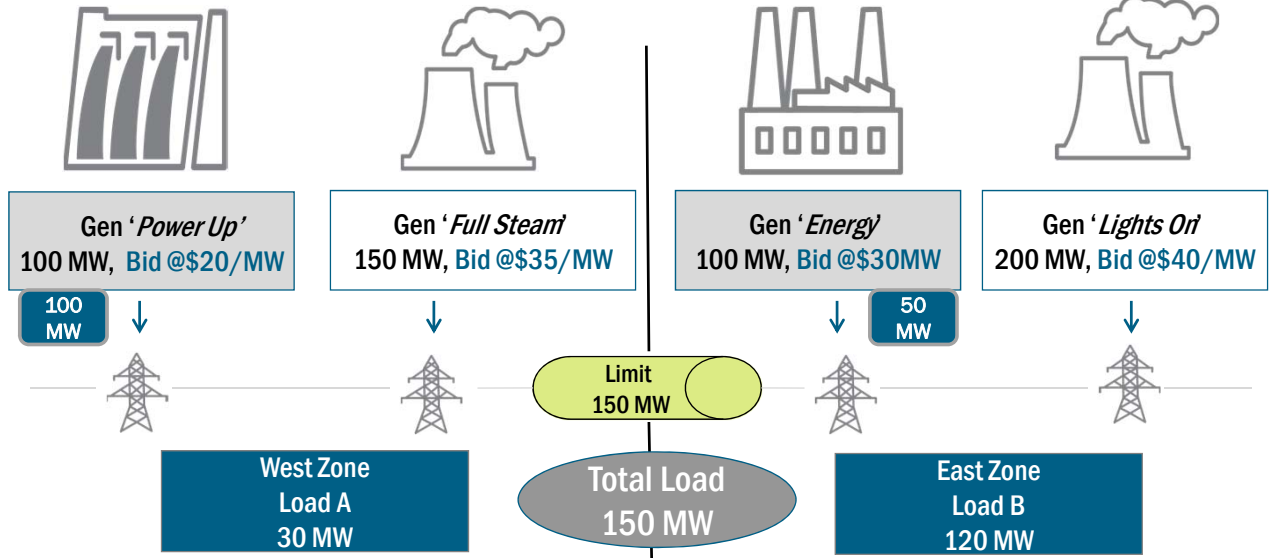 Gen ‘Power Up’
100 MW, Bid @$20/MW
100
MW
Gen ‘Full Steam’
150 MW, Bid @$35/MW
Gen ‘Energy’
100 MW, Bid @$30MW
50
MW
Gen ‘Lights On’
200 MW, Bid @$40/MW
Limit
150 MW
West Zone
Load A
30 MW
Total Load
150 MW
East Zone
Load B
120 MW